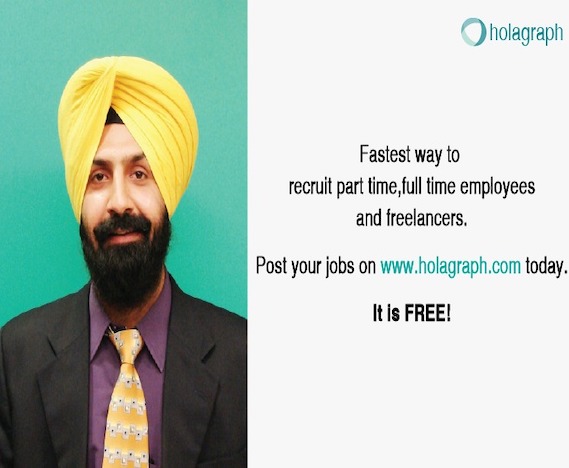 holagraph
Fastest way to
recruit part time,full time employees
and freelancers.
Post your jobs on www.holagraph.com today.
It is FREE!